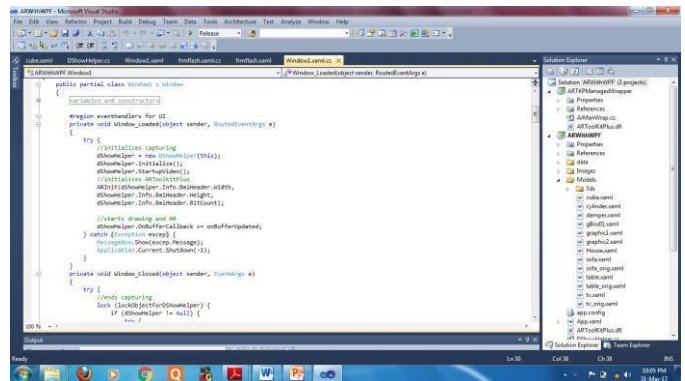 ARWithWPF - Microsoft Visual Studio
File Edit View Refactor Project Build Debug Team Data Tools Architecture Test Analyze Window Help
Release
cube.xaml DShowHelper.cs Window1.xaml frmflash.xaml.cs frmflash.xaml Window1.xaml.cs
ARWithWPF.Window1
Window_Loaded(object sender, RoutedEventArgs e)
public partial class Window1 : Window
{
variables and constructors
#region eventhandlers for UI
private void Window_Loaded(object sender, RoutedEventArgs e)
{
try {
//initializes capturing
dShowHelper = new DShowHelper(this);
dShowHelper.Initialize();
dShowHelper.StartupVideo();
//initializes ARToolkitPlus
ARInit(dShowHelper.Info.BmiHeader.Width,
dShowHelper.Info.BmiHeader.Height,
dShowHelper.Info.BmiHeader.BitCount);
//starts drawing and AR
dShowHelper.OnBufferCallback += onBufferUpdated;
} catch (Exception excep) {
MessageBox.Show(excep.Message);
Application.Current.Shutdown(-1);
}
}
private void Window_Closed(object sender, EventArgs e)
{
try {
//ends capturing
lock (lockObjectForDShowHelper) {
if (dShowHelper != null) {
try {
100 %
Output
Ready
Ln 30 Col 38 Ch 38 INS
Solution Explorer
Solution 'ARWithWPF' (3 projects)
ARTKPManagedWrapper
Properties
References
ArManWrap.cs
ARToolKitPlus.dll
ARWithWPF
Properties
References
data
Images
Models
3ds
cube.xaml
cylinder.xaml
damper.xaml
gBox01.xaml
graphic1.xaml
graphic2.xaml
House.xaml
sofa.xaml
sofa_orig.xaml
table.xaml
table_orig.xaml
tv.xaml
tv_orig.xaml
app.config
App.xaml
ARToolKitPlus.dll
Solution Explorer Team Explorer
10:05 PM
31-Mar-17